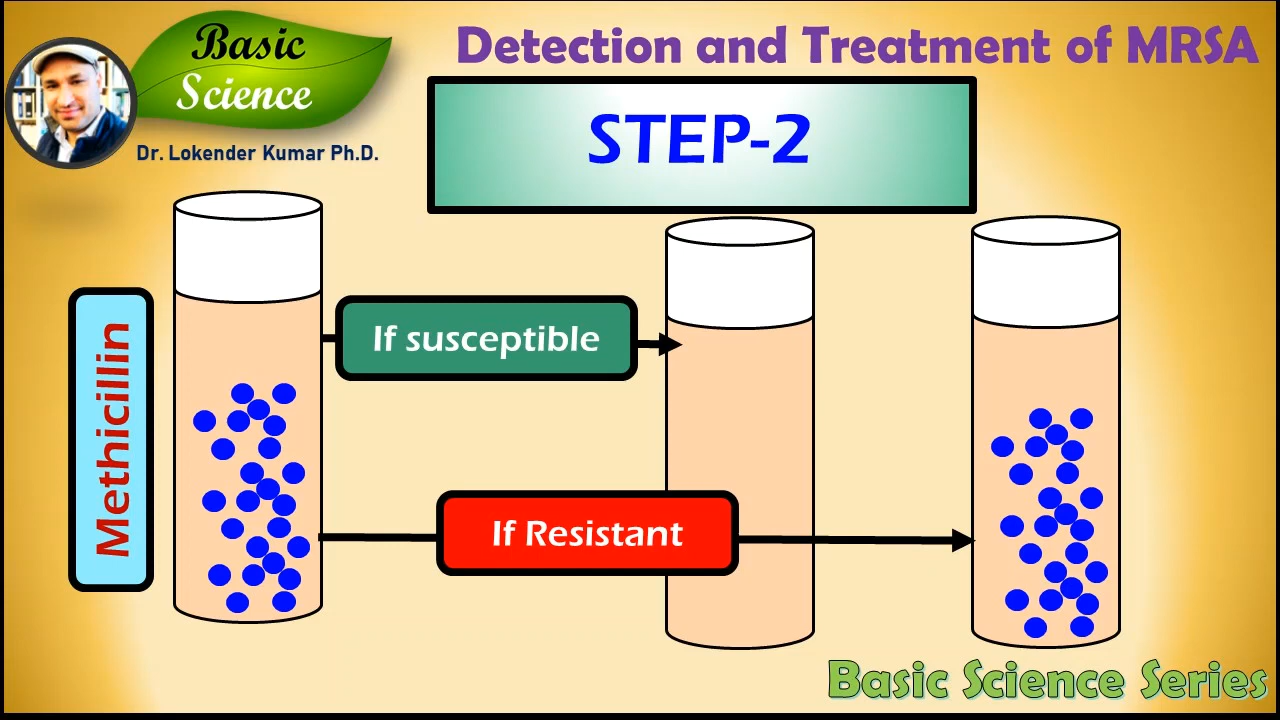 Basic
Science
Dr. Lokender Kumar Ph.D.
Detection and Treatment of MRSA
STEP-2
Methicillin
If susceptible
If Resistant
Basic Science Series